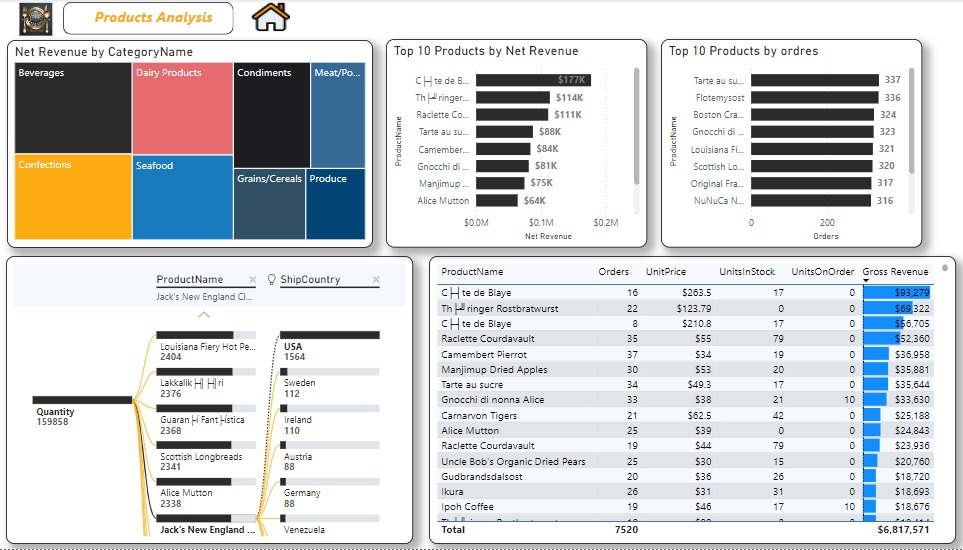 Products Analysis
Net Revenue by CategoryName
Beverages
Dairy Products
Condiments
Meat/Po...
Confections
Seafood
Grains/Cereals
Produce
Top 10 Products by Net Revenue
ProductName
C├┤te de B... $177K
Th├╝ringer... $114K
Raclette Co... $111K
Tarte au su... $88K
Camember... $84K
Gnocchi di ... $81K
Manjimup ... $75K
Alice Mutton $64K
$0.0M $0.1M $0.2M
Net Revenue
Top 10 Products by ordres
ProductName
Tarte au su... 337
Flotemysost 336
Boston Cra... 324
Gnocchi di ... 323
Louisiana Fi... 321
Scottish Lo... 320
Original Fra... 317
NuNuCa N... 316
0 200
Orders
ProductName ShipCountry
Jack's New England Cl...
Quantity
159858
Louisiana Fiery Hot Pe...
2404
Lakkalik
ri
2376
Guaran
Fant
stica
2368
Scottish Longbreads
2341
Alice Mutton
2338
Jack's New England ...
USA
1564
Sweden
112
Ireland
110
Austria
88
Germany
88
Venezuela
ProductName Orders UnitPrice UnitsInStock UnitsOnOrder Gross Revenue
C├┤te de Blaye 16 $263.5 17 0 $93,279
Th├╝ringer Rostbratwurst 22 $123.79 0 0 $69,322
C├┤te de Blaye 8 $210.8 17 0 $56,705
Raclette Courdavault 35 $55 79 0 $52,360
Camembert Pierrot 37 $34 19 0 $36,958
Manjimup Dried Apples 30 $53 20 0 $35,881
Tarte au sucre 34 $49.3 17 0 $35,644
Gnocchi di nonna Alice 33 $38 21 10 $33,630
Carnarvon Tigers 21 $62.5 42 0 $25,188
Alice Mutton 25 $39 0 0 $24,843
Raclette Courdavault 19 $44 79 0 $23,936
Uncle Bob's Organic Dried Pears 25 $30 15 0 $20,760
Gudbrandsdalsost 20 $36 26 0 $18,720
Ikura 26 $31 31 0 $18,693
Ipoh Coffee 19 $46 17 10 $18,676
Total 7520 $6,817,571